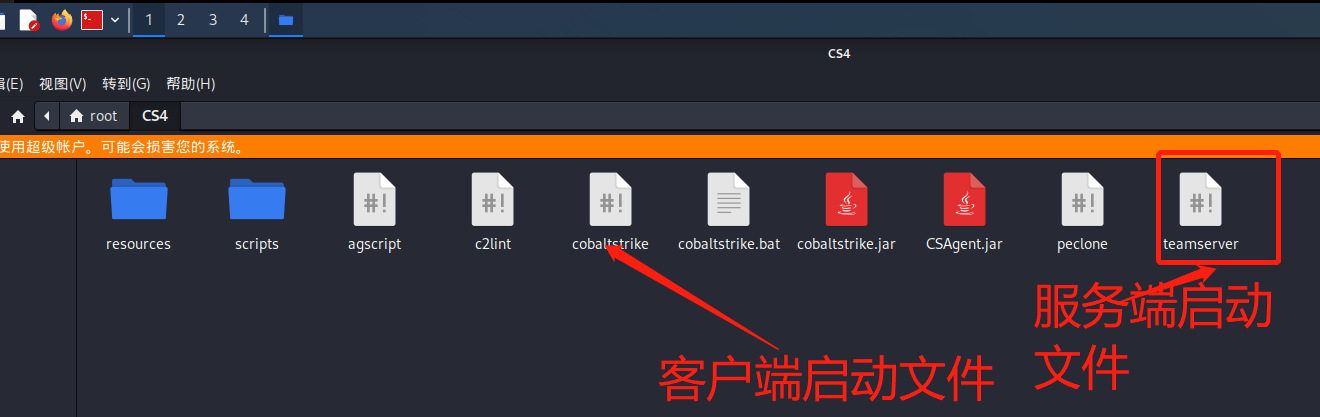 1 2 3 4
CS4
辑(E) 视图(V) 转到(G) 帮助(H)
root CS4
使用超级帐户。可能会损害您的系统。
resources scripts agscript c2lint cobaltstrike cobaltstrike.bat cobaltstrike.jar CSAgent.jar peclone teamserver
服务端启动
文件
客户端启动文件